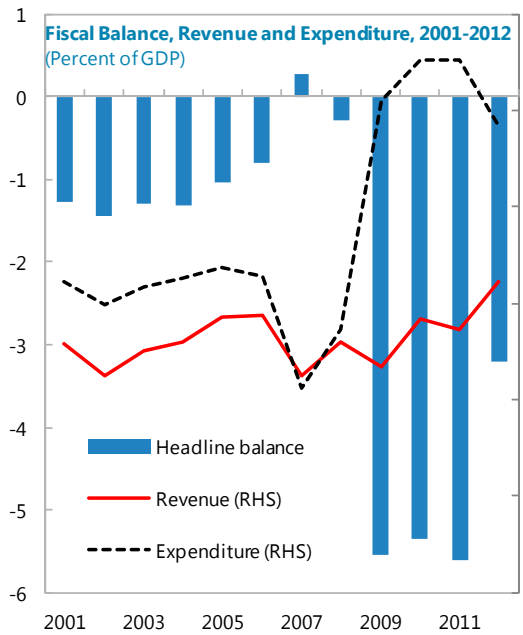 1
Fiscal Balance, Revenue and Expenditure, 2001-2012
(Percent of GDP)
0
-1
-2
-3
-4
Headline balance
Revenue (RHS)
-5
Expenditure (RHS)
-6
2001 2003 2005 2007 2009 2011